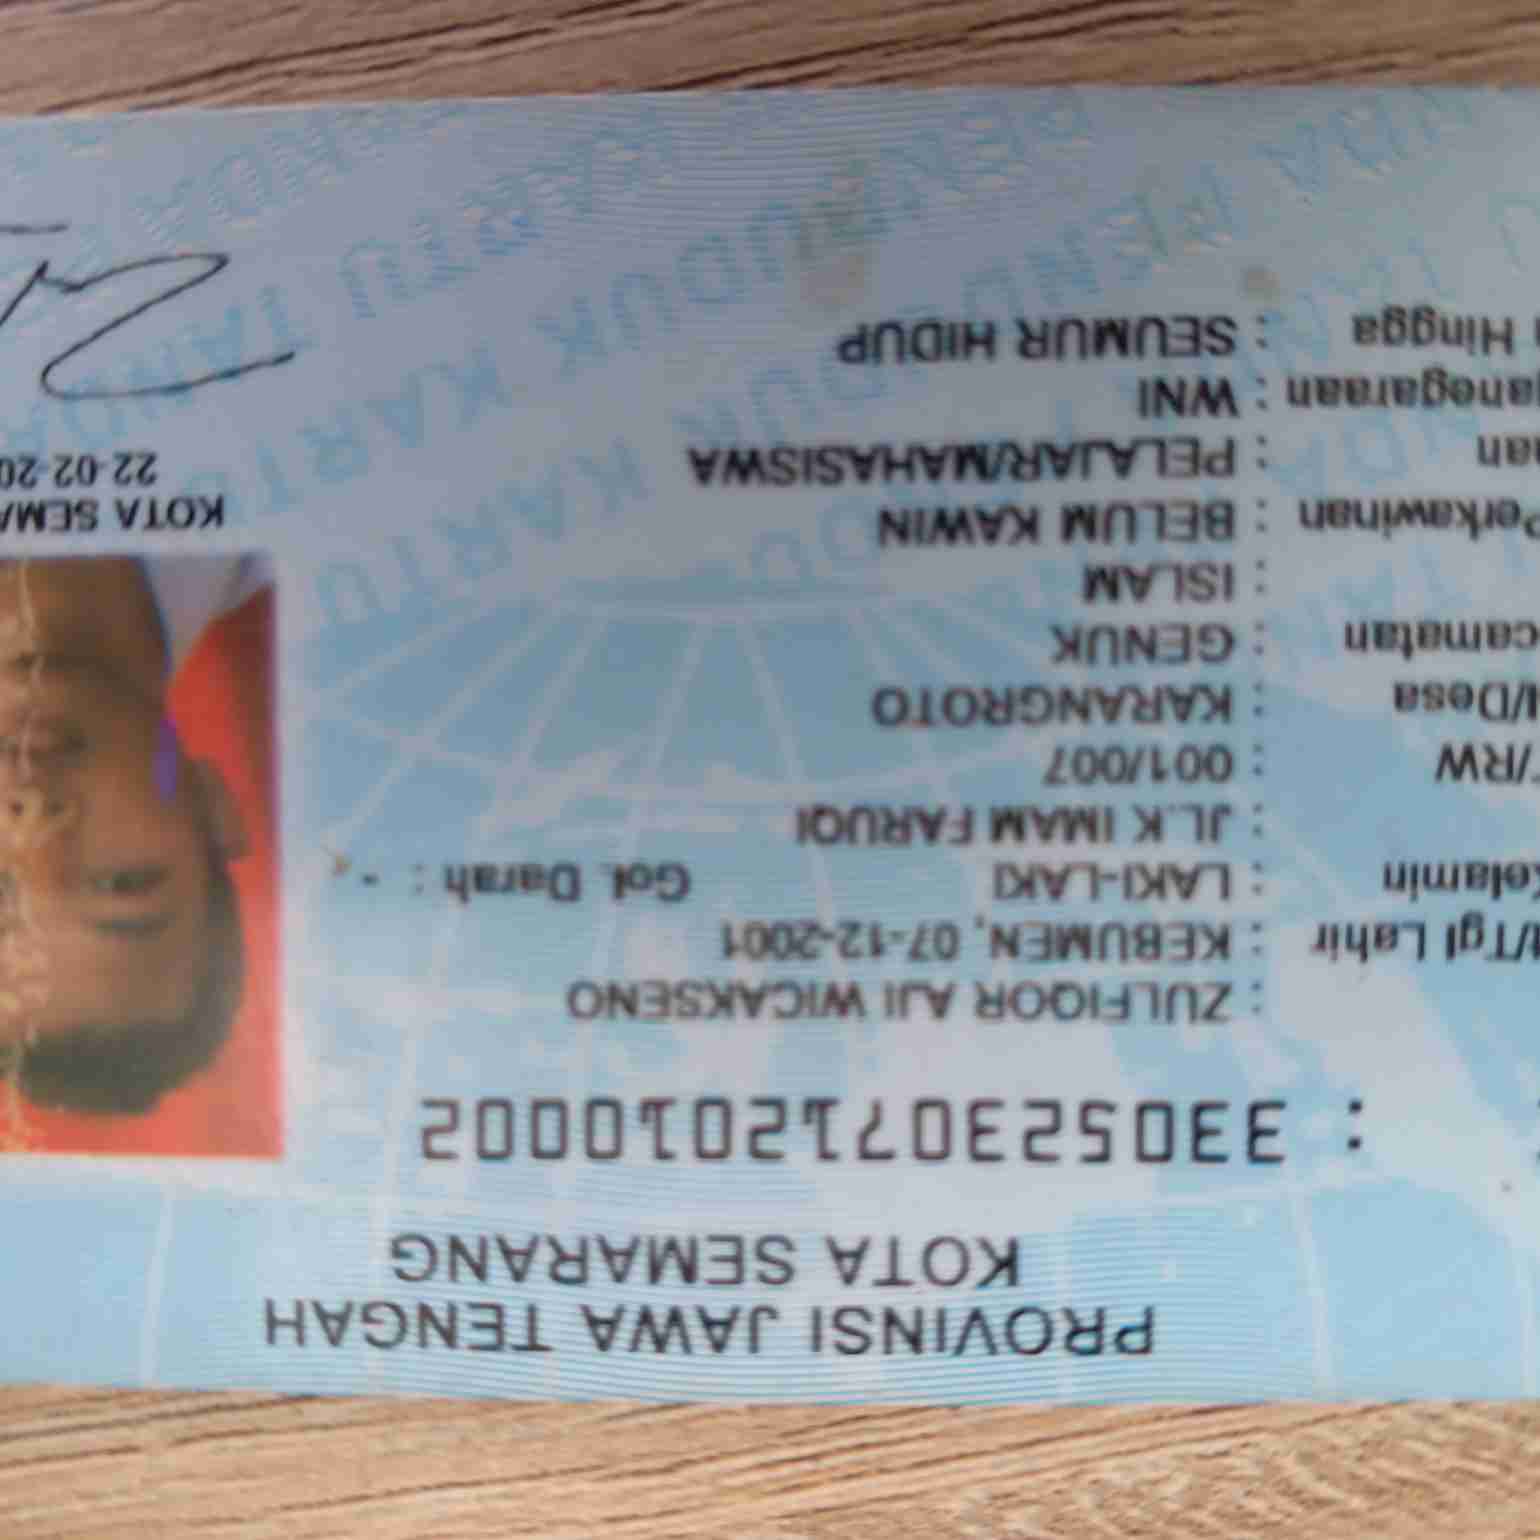 PROVINSI JAWA TENGAH
KOTA SEMARANG
: 3305230712010002
: ZULFIQOR AJI WICAKSENO
/Tgl Lahir : KEBUMEN, 07-12-2001
elamin : LAKI-LAKI Gol. Darah : -
: JL.K IMAM FARUQI
/RW : 001/007
/Desa : KARANGROTO
camatan : GENUK
: ISLAM
Perkawinan : BELUM KAWIN
an : PELAJAR/MAHASISWA
ganegaraan : WNI
Hingga : SEUMUR HIDUP
KOTA SEMA
22-02-20